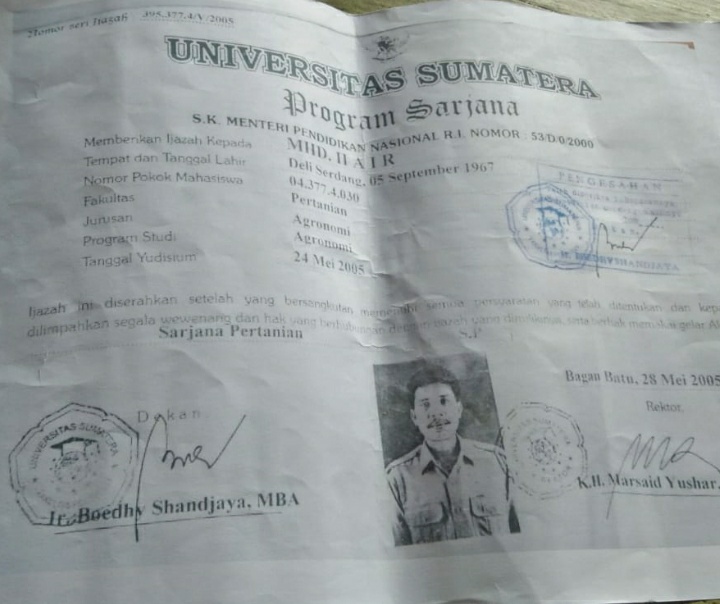 Nomor seri Ijazah 395.377.4/V/2005
UNIVERSITAS SUMATERA
Program Sarjana
S.K. MENTERI PENDIDIKAN NASIONAL R.I. NOMOR : 53/D/0/2000
Memberikan Ijazah Kepada MHD. H A I R
Tempat dan Tanggal Lahir Deli Serdang, 05 September 1967
Nomor Pokok Mahasiswa 04.377.4.030
Fakultas Pertanian
Jurusan Agronomi
Program Studi Agronomi
Tanggal Yudisium 24 Mei 2005
PENGESAHAN
Ijazah ini diserahkan setelah yang bersangkutan memenuhi semua persyaratan yang telah ditentukan dan
dilimpahkan segala wewenang dan hak yang berhubungan dengan ijazah yang dimilikinya, serta berhak memakai gelar
Sarjana Pertanian S.P
Bagan Batu, 28 Mei 2005
Rektor,
Dekan
UNIVERSITAS SUMATERA
Ir. Boedhy Shandjaya, MBA
K.H. Marsaid Yushar,